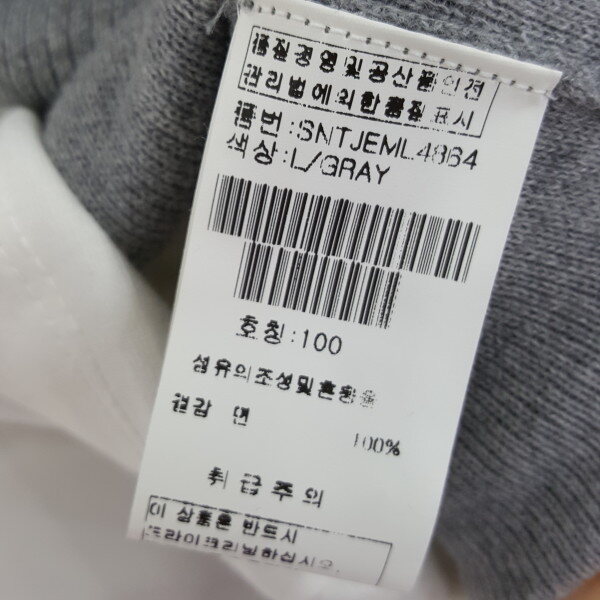 품질경영및공산품안전
관리법에의한품질표시
품번:SNTJEML4864
색상:L/GRAY
호칭:100
섬유의조성및혼용율
겉감 면
100%
취급주의
이 상품은 반드시
드라이크리닝하십시오.